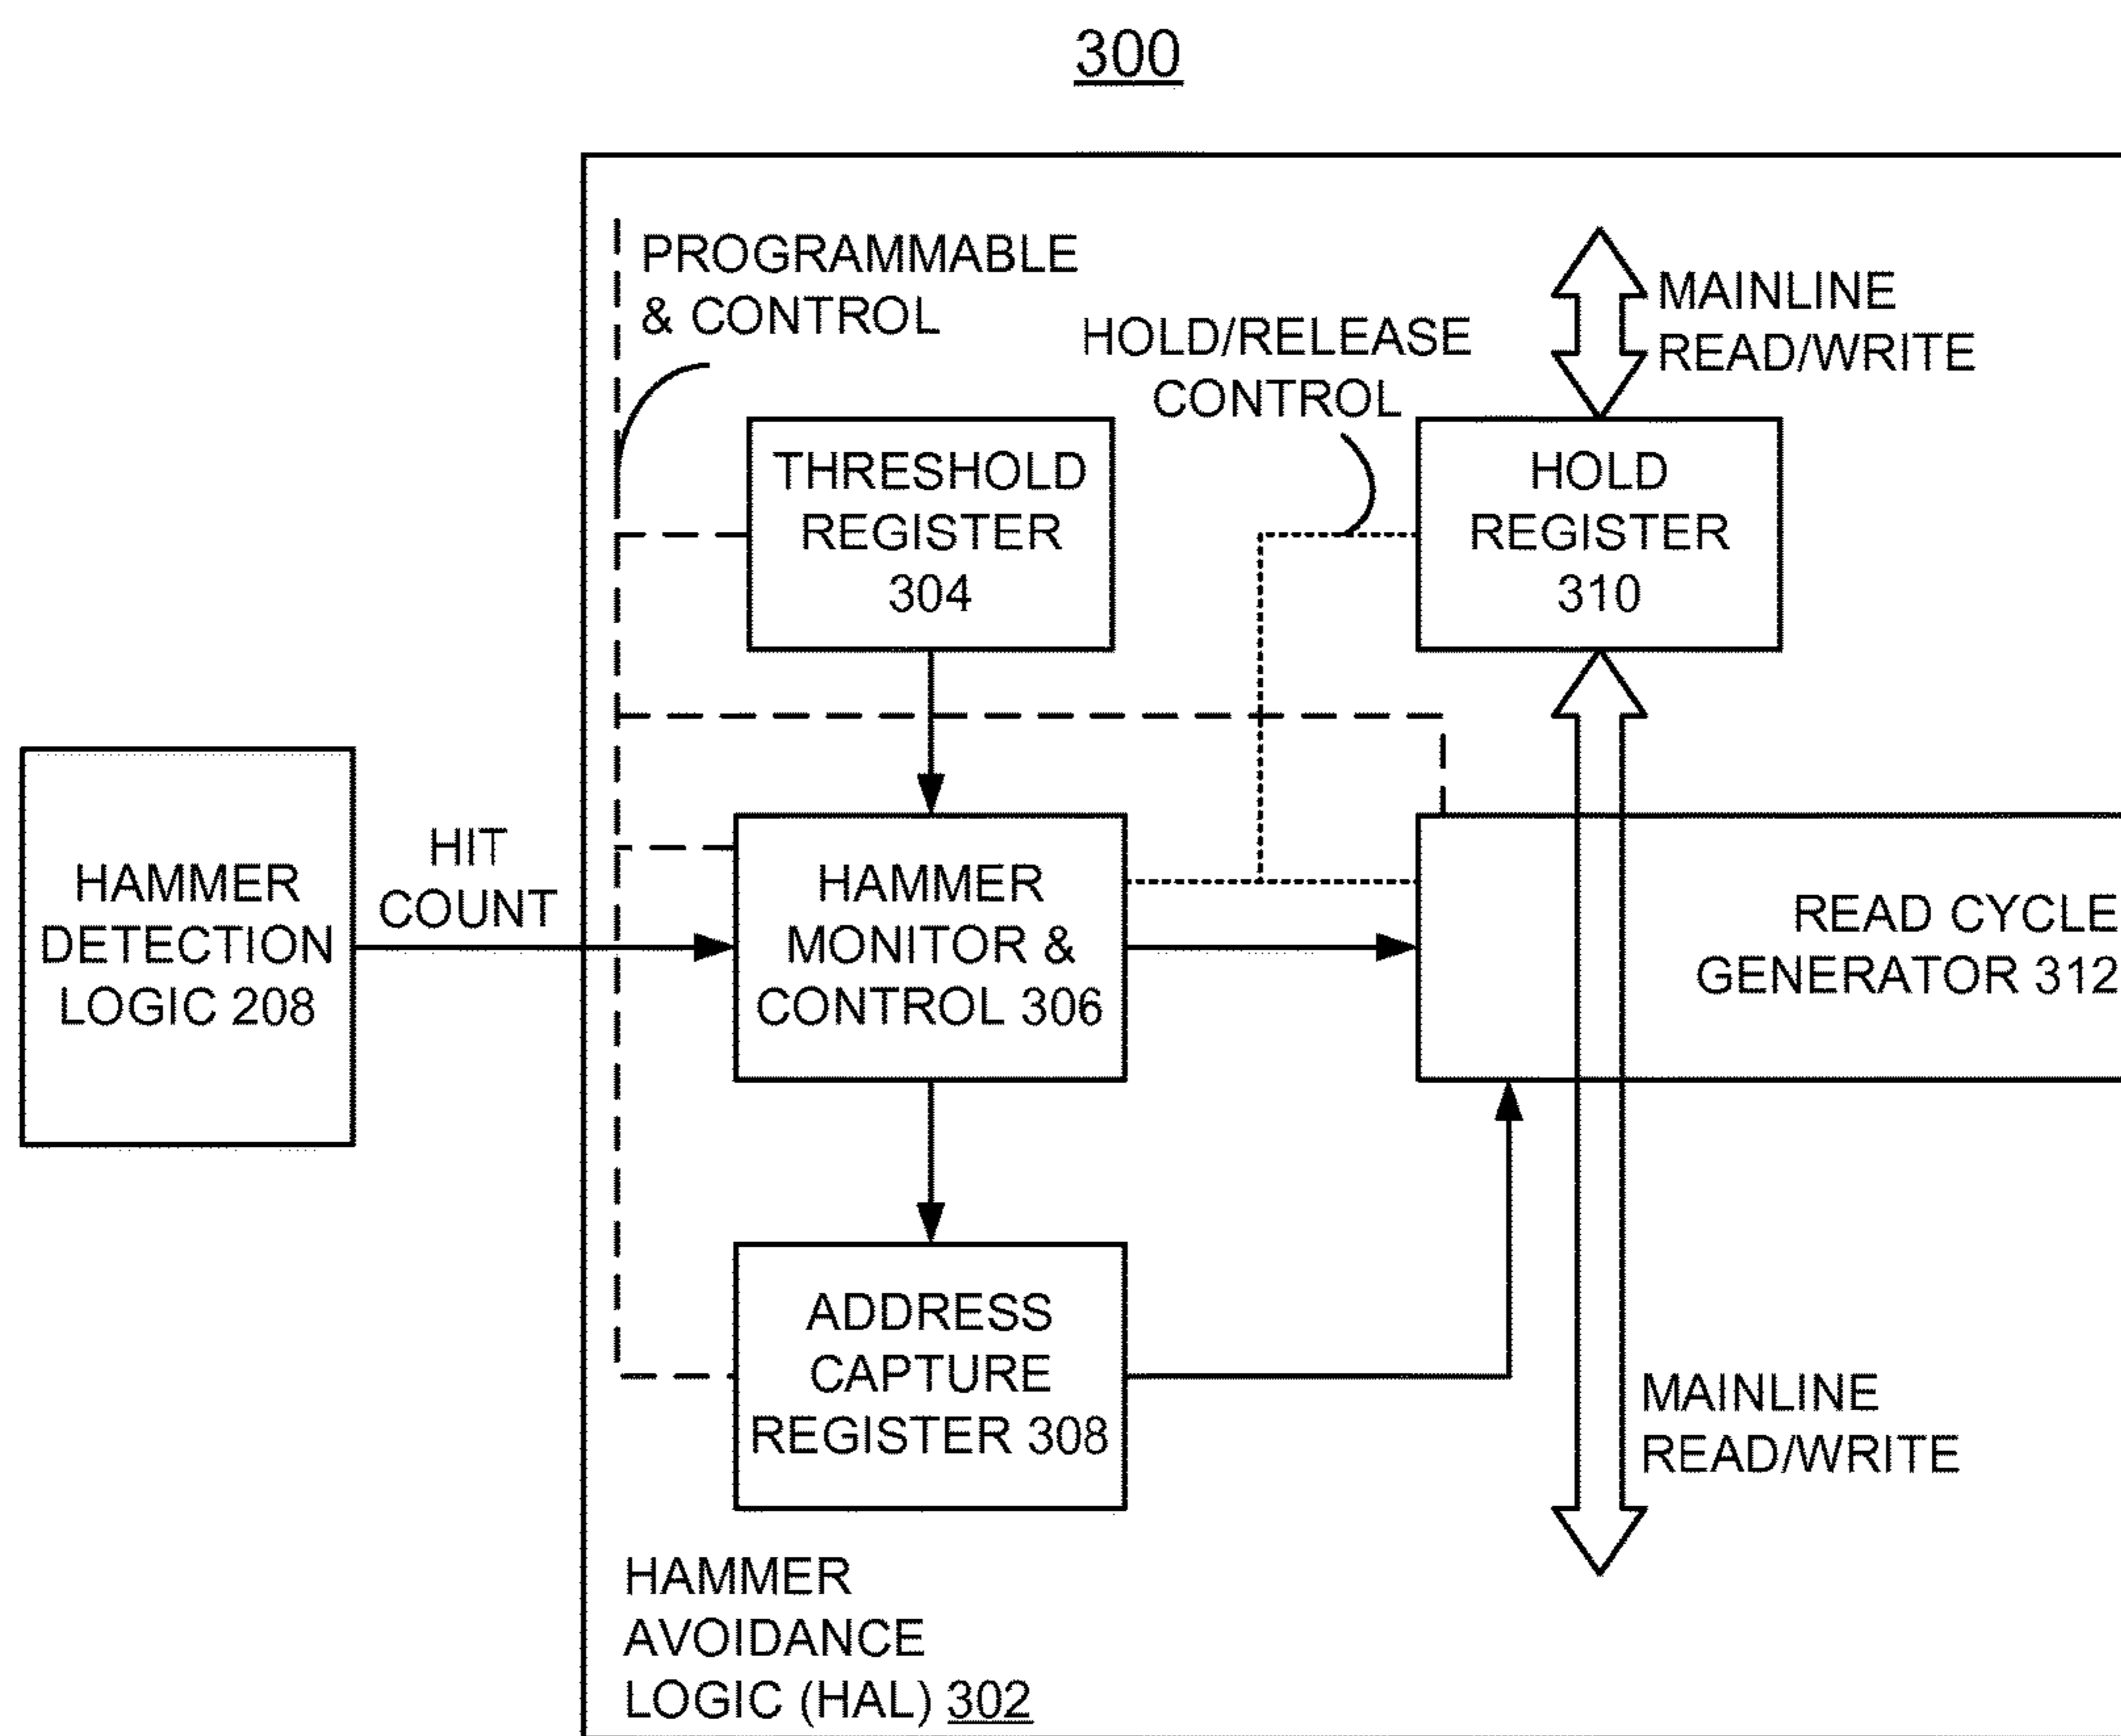 300
PROGRAMMABLE
& CONTROL
HOLD/RELEASE
CONTROL
MAINLINE
READ/WRITE
THRESHOLD
REGISTER
304
HOLD
REGISTER
310
HAMMER
DETECTION
LOGIC 208
HIT
COUNT
HAMMER
MONITOR &
CONTROL 306
READ CYCLE
GENERATOR 312
ADDRESS
CAPTURE
REGISTER 308
MAINLINE
READ/WRITE
HAMMER
AVOIDANCE
LOGIC (HAL) 302